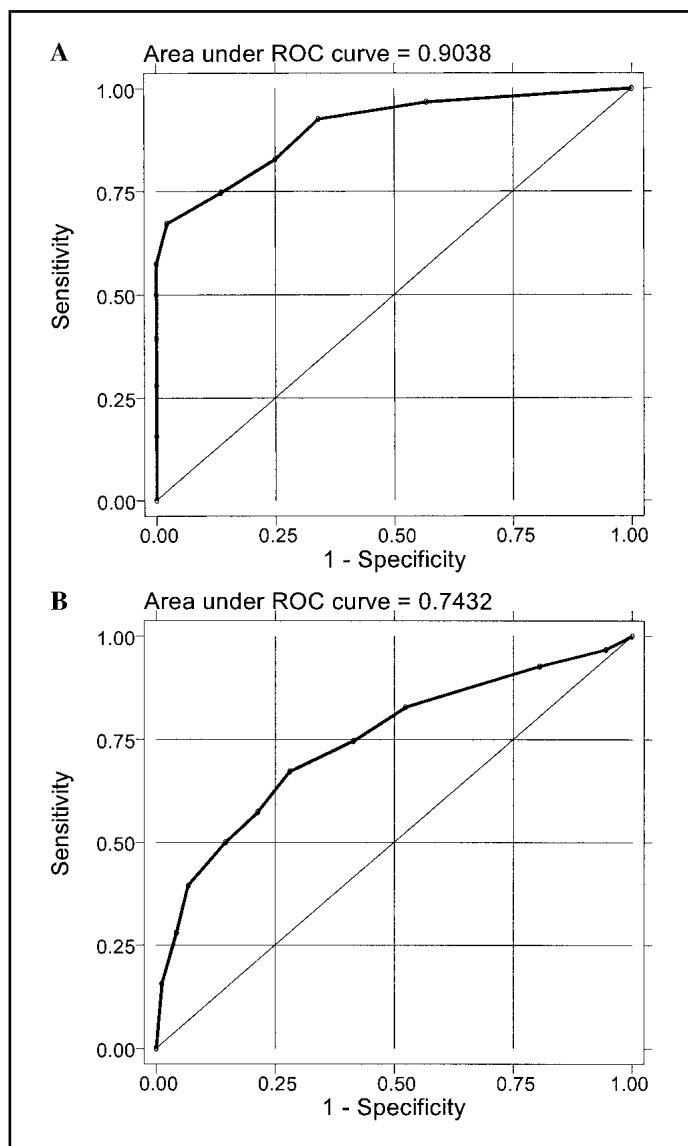 A
Area under ROC curve = 0.9038
1.00
0.75
0.50
0.25
0.00
Sensitivity
0.00 0.25 0.50 0.75 1.00
1 - Specificity
B
Area under ROC curve = 0.7432
1.00
0.75
0.50
0.25
0.00
Sensitivity
0.00 0.25 0.50 0.75 1.00
1 - Specificity